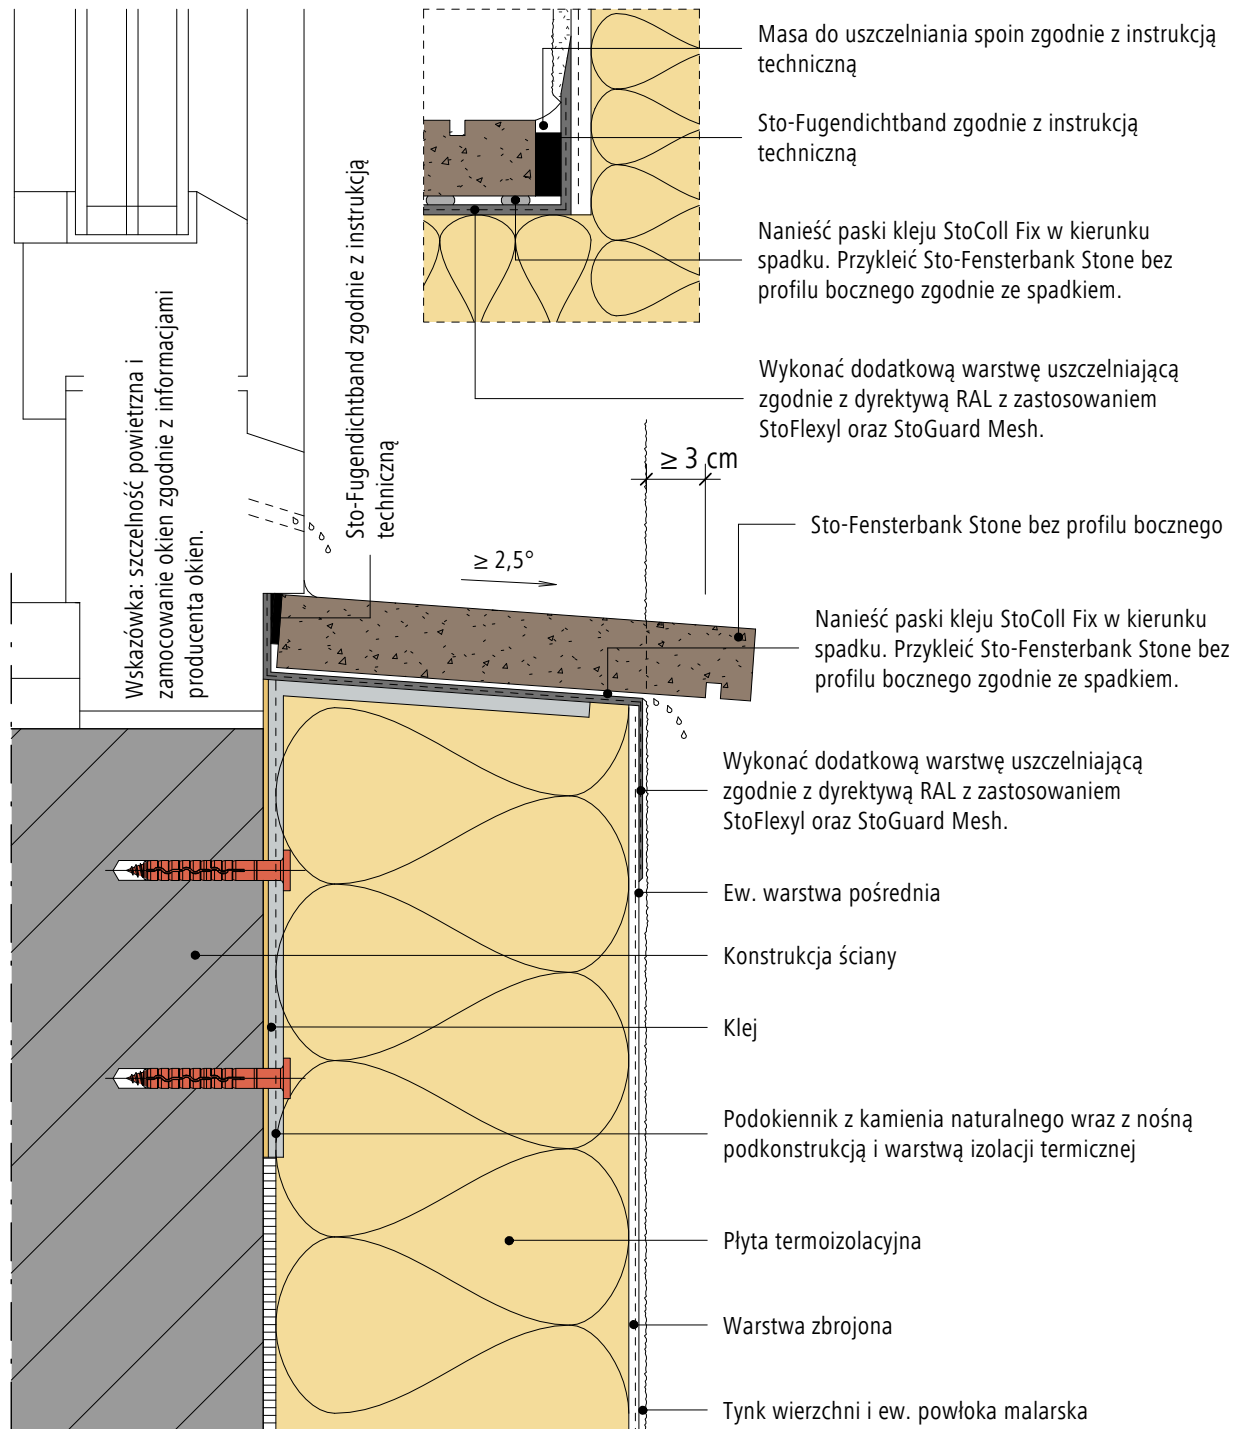 Masa do uszczelniania spoin zgodnie z instrukcją
techniczną
Sto-Fugendichtband zgodnie z instrukcją
techniczną
Nanieść paski kleju StoColl Fix w kierunku
spadku. Przykleić Sto-Fensterbank Stone bez
profilu bocznego zgodnie ze spadkiem.
Wykonać dodatkową warstwę uszczelniającą
zgodnie z dyrektywą RAL z zastosowaniem
StoFlexyl oraz StoGuard Mesh.
Wskazówka: szczelność powietrzna i
zamocowanie okien zgodnie z informacjami
producenta okien.
Sto-Fugendichtband zgodnie z instrukcją
techniczną
≥ 3 cm
≥ 2,5°
Sto-Fensterbank Stone bez profilu bocznego
Nanieść paski kleju StoColl Fix w kierunku
spadku. Przykleić Sto-Fensterbank Stone bez
profilu bocznego zgodnie ze spadkiem.
Wykonać dodatkową warstwę uszczelniającą
zgodnie z dyrektywą RAL z zastosowaniem
StoFlexyl oraz StoGuard Mesh.
Ew. warstwa pośrednia
Konstrukcja ściany
Klej
Podokiennik z kamienia naturalnego wraz z nośną
podkonstrukcją i warstwą izolacji termicznej
Płyta termoizolacyjna
Warstwa zbrojona
Tynk wierzchni i ew. powłoka malarska